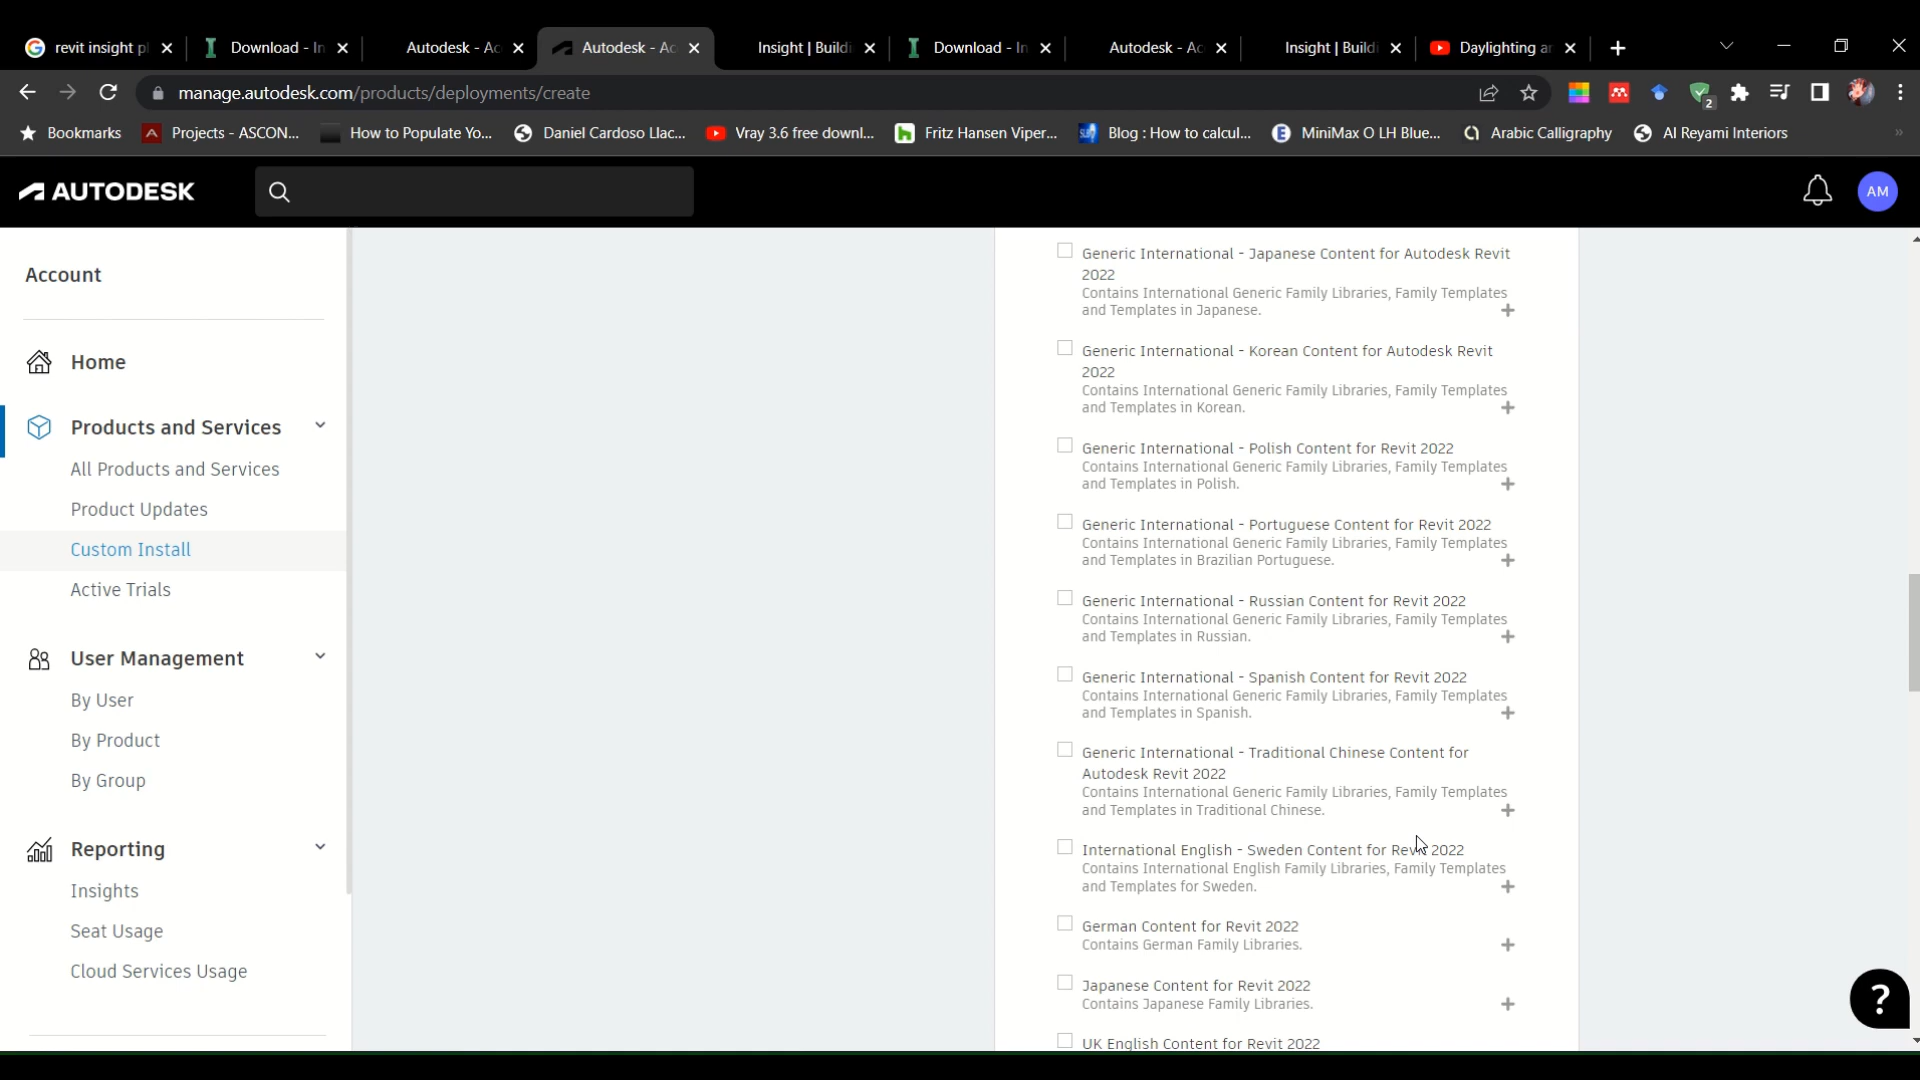 revit insight pl
Download - In
Autodesk - Ac
Autodesk - Ac
Insight | Buildi
Download - In
Autodesk - Ac
Insight | Buildi
Daylighting an
manage.autodesk.com/products/deployments/create
2
Bookmarks
Projects - ASCON...
How to Populate Yo...
Daniel Cardoso Llac...
Vray 3.6 free downl...
Fritz Hansen Viper...
Blog : How to calcul...
MiniMax O LH Blue...
Arabic Calligraphy
Al Reyami Interiors
»
AUTODESK
AM
Account
Home
Products and Services
All Products and Services
Product Updates
Custom Install
Active Trials
User Management
By User
By Product
By Group
Reporting
Insights
Seat Usage
Cloud Services Usage
Generic International - Japanese Content for Autodesk Revit
2022
Contains International Generic Family Libraries, Family Templates
and Templates in Japanese.
Generic International - Korean Content for Autodesk Revit
2022
Contains International Generic Family Libraries, Family Templates
and Templates in Korean.
Generic International - Polish Content for Revit 2022
Contains International Generic Family Libraries, Family Templates
and Templates in Polish.
Generic International - Portuguese Content for Revit 2022
Contains International Generic Family Libraries, Family Templates
and Templates in Brazilian Portuguese.
Generic International - Russian Content for Revit 2022
Contains International Generic Family Libraries, Family Templates
and Templates in Russian.
Generic International - Spanish Content for Revit 2022
Contains International Generic Family Libraries, Family Templates
and Templates in Spanish.
Generic International - Traditional Chinese Content for
Autodesk Revit 2022
Contains International Generic Family Libraries, Family Templates
and Templates in Traditional Chinese.
International English - Sweden Content for Revit 2022
Contains International English Family Libraries, Family Templates
and Templates for Sweden.
German Content for Revit 2022
Contains German Family Libraries.
Japanese Content for Revit 2022
Contains Japanese Family Libraries.
UK English Content for Revit 2022
?